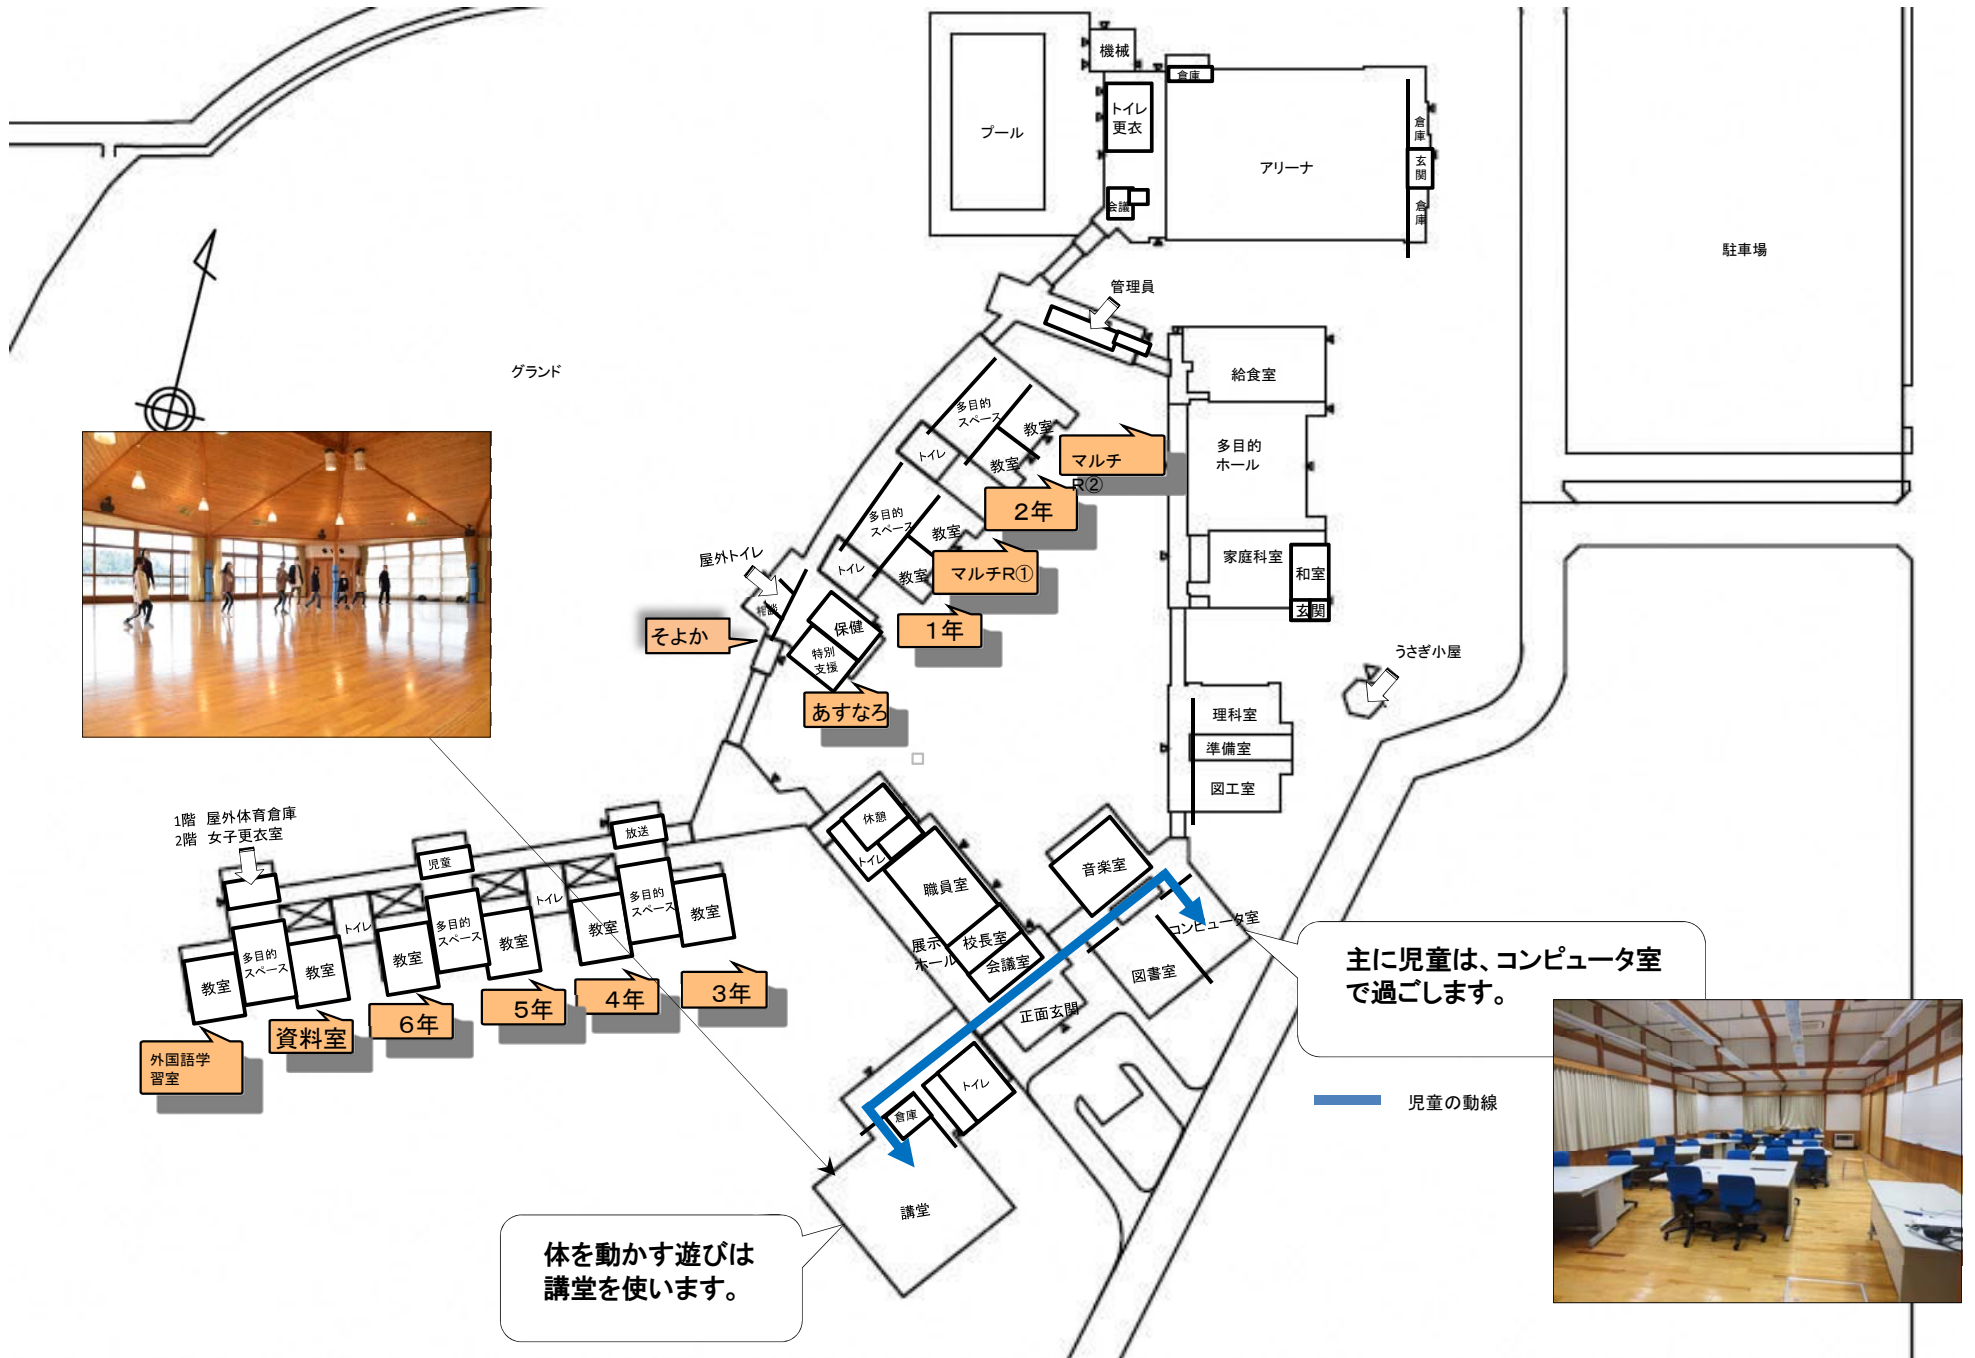 機械
倉庫
プール
トイレ
更衣
アリーナ
倉庫
玄関
倉庫
会議
駐車場
管理員
グランド
給食室
多目的
スペース
教室
教室
トイレ
マルチ
R②
多目的
ホール
2年
多目的
スペース
教室
教室
トイレ
マルチR①
屋外トイレ
相談
家庭科室
和室
玄関
そよか
保健
特別
支援
1年
あすなろ
うさぎ小屋
理科室
準備室
図工室
1階 屋外体育倉庫
2階 女子更衣室
放送
児童
休憩
トイレ
職員室
音楽室
校長室
会議室
展示
ホール
コンピュータ室
図書室
正面玄関
教室
多目的
スペース
教室
トイレ
教室
多目的
スペース
教室
トイレ
教室
多目的
スペース
教室
外国語学
習室
資料室
6年
5年
4年
3年
主に児童は、コンピュータ室
で過ごします。
児童の動線
トイレ
倉庫
講堂
体を動かす遊びは
講堂を使います。